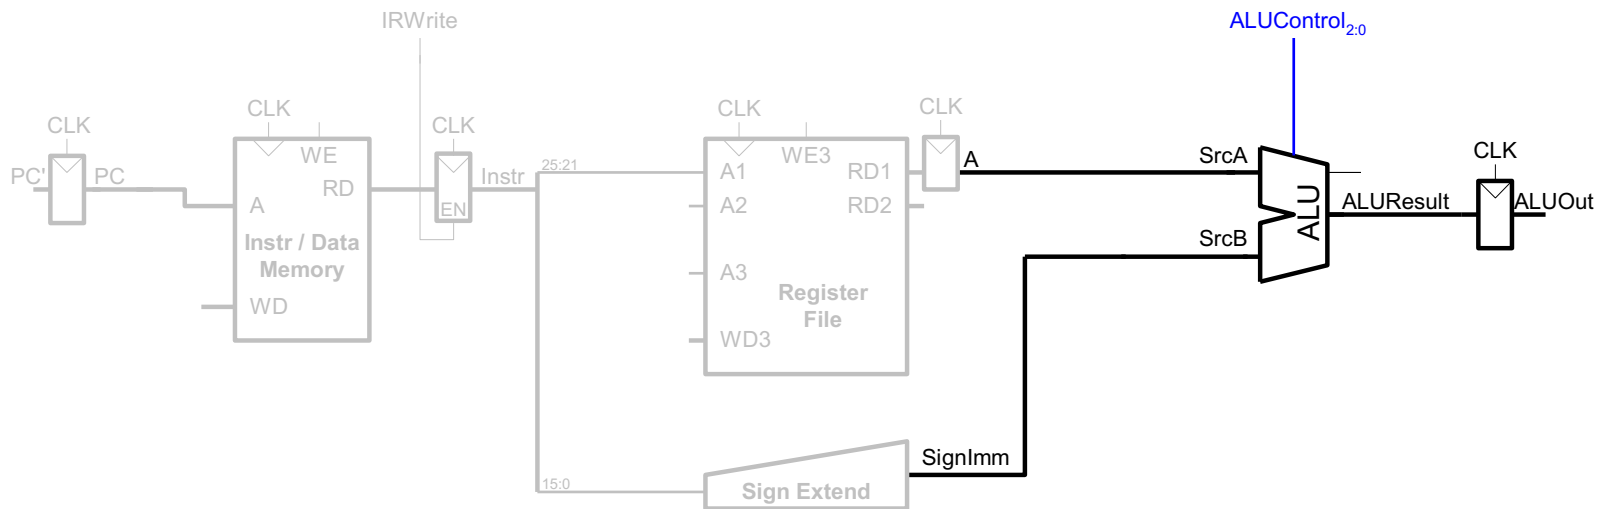 IRWrite
ALUControl2:0
CLK
CLK
CLK
CLK
CLK
CLK
PC'
PC
WE
RD
A
EN
Instr / Data
Memory
WD
Instr
25:21
A1
WE3
RD1
A2
RD2
A3
Register
File
WD3
A
SrcA
SrcB
ALU
ALUResult
ALUOut
SignImm
15:0
Sign Extend